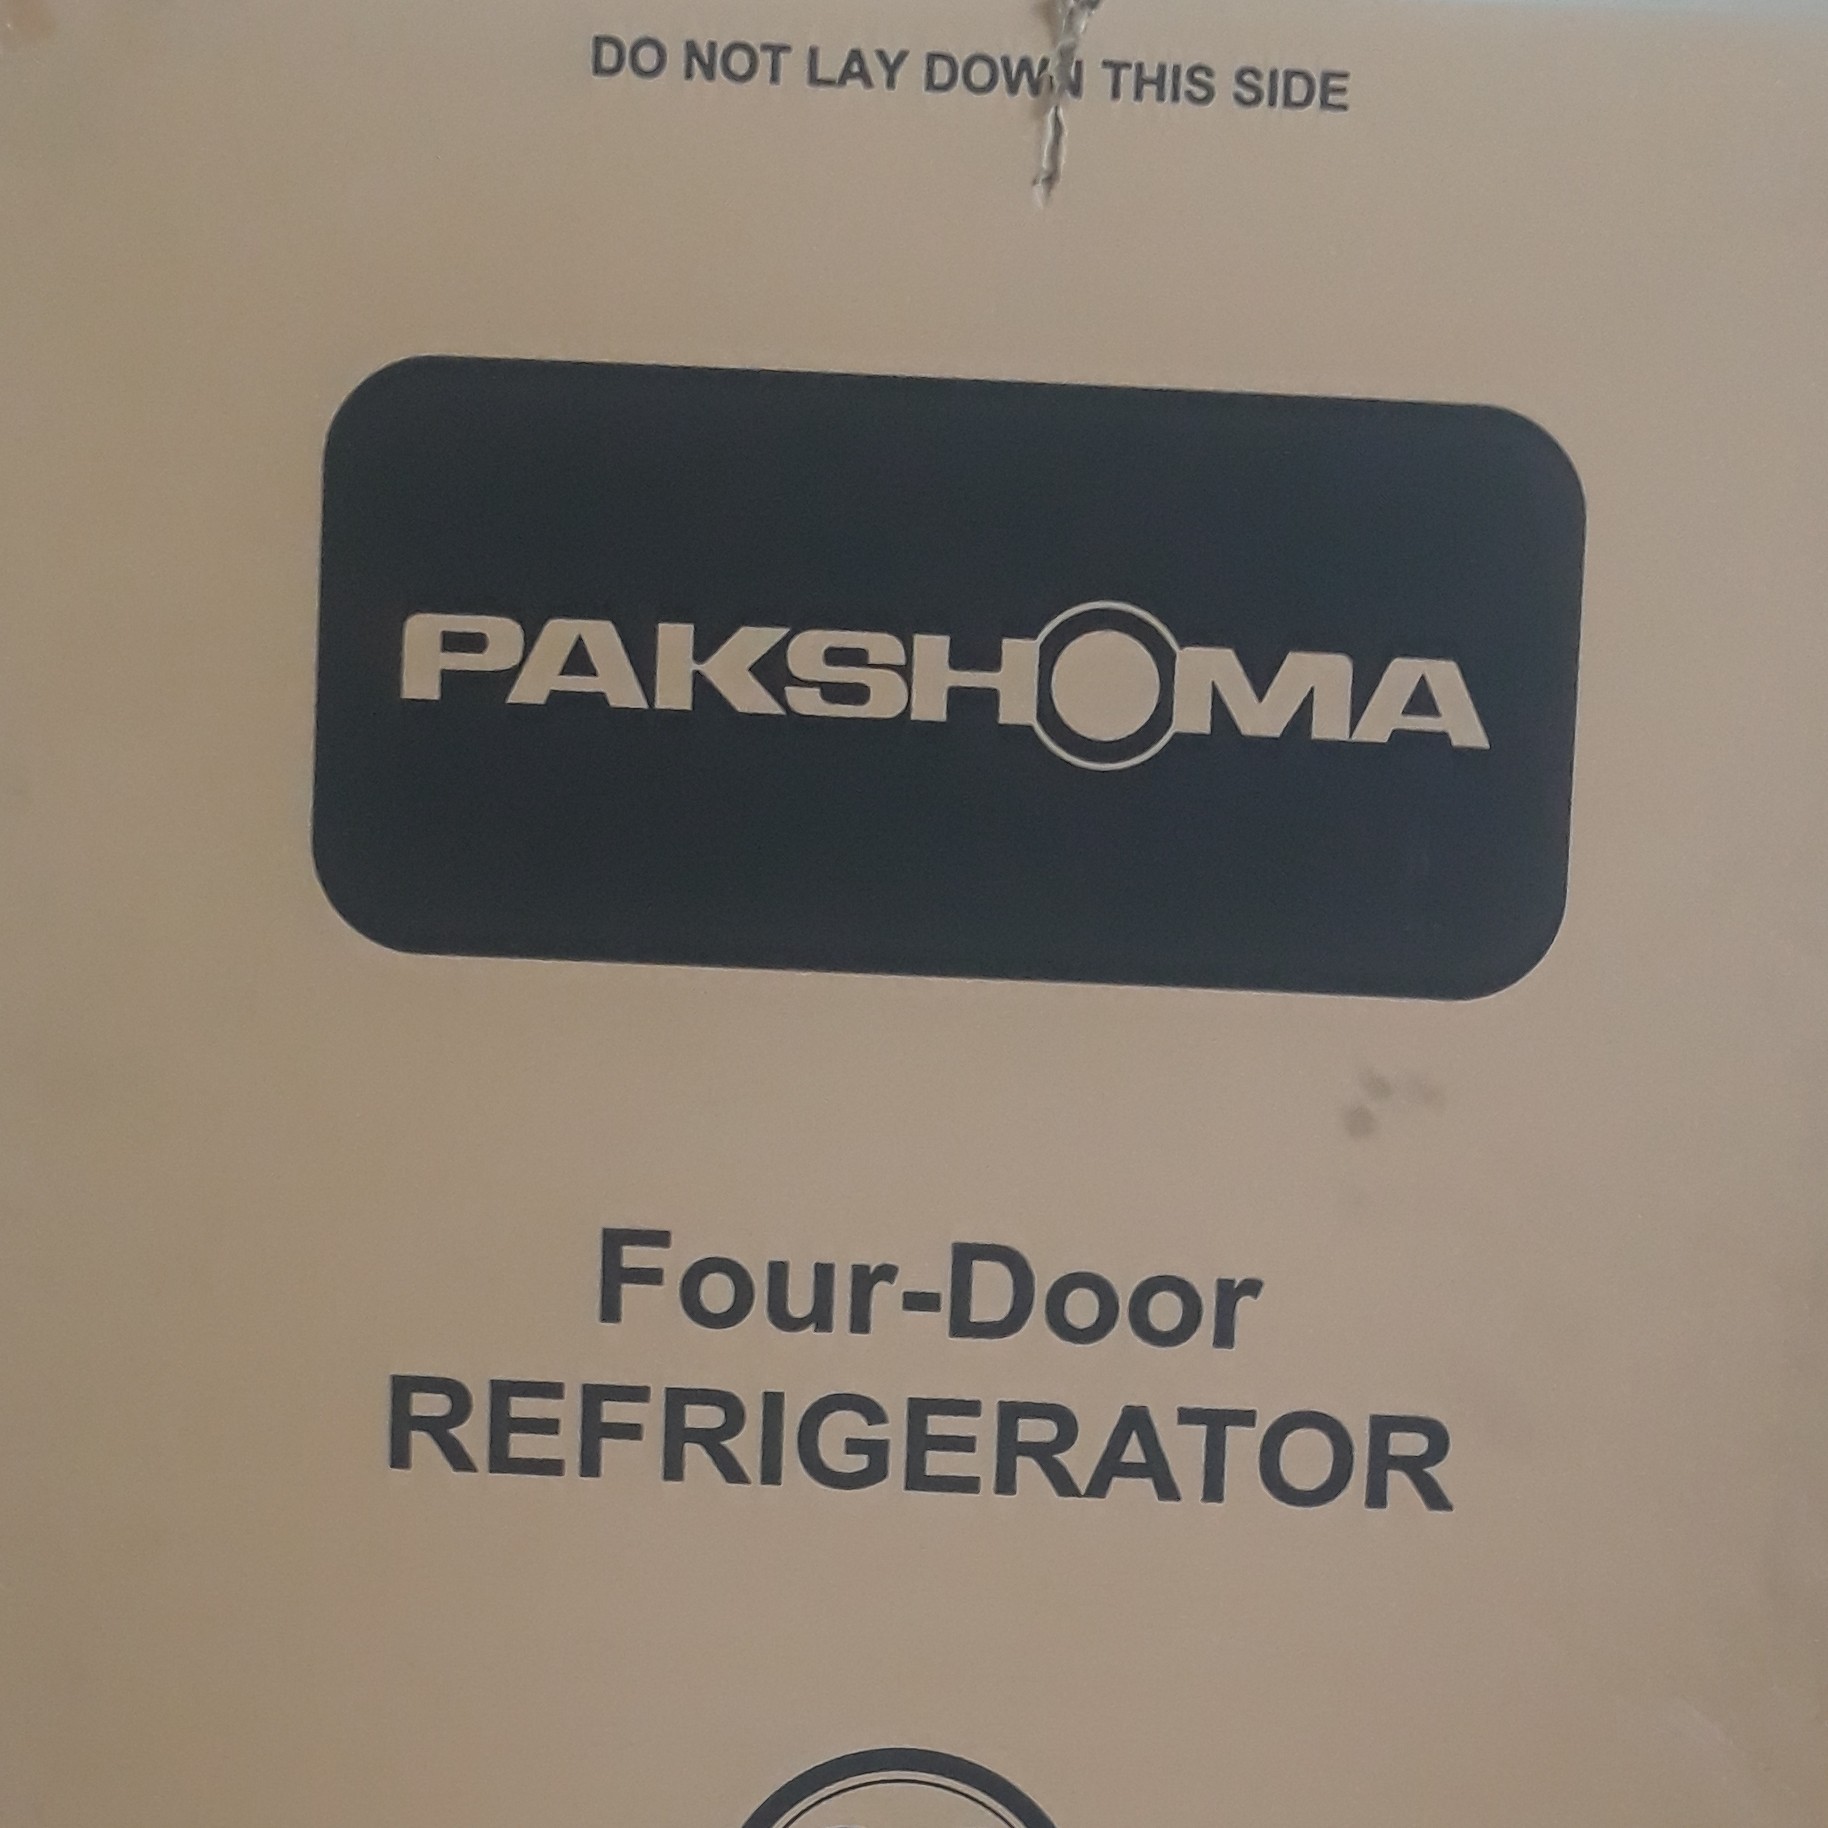 DO NOT LAY DOWN THIS SIDE
PAKSHOMA
Four-Door
REFRIGERATOR